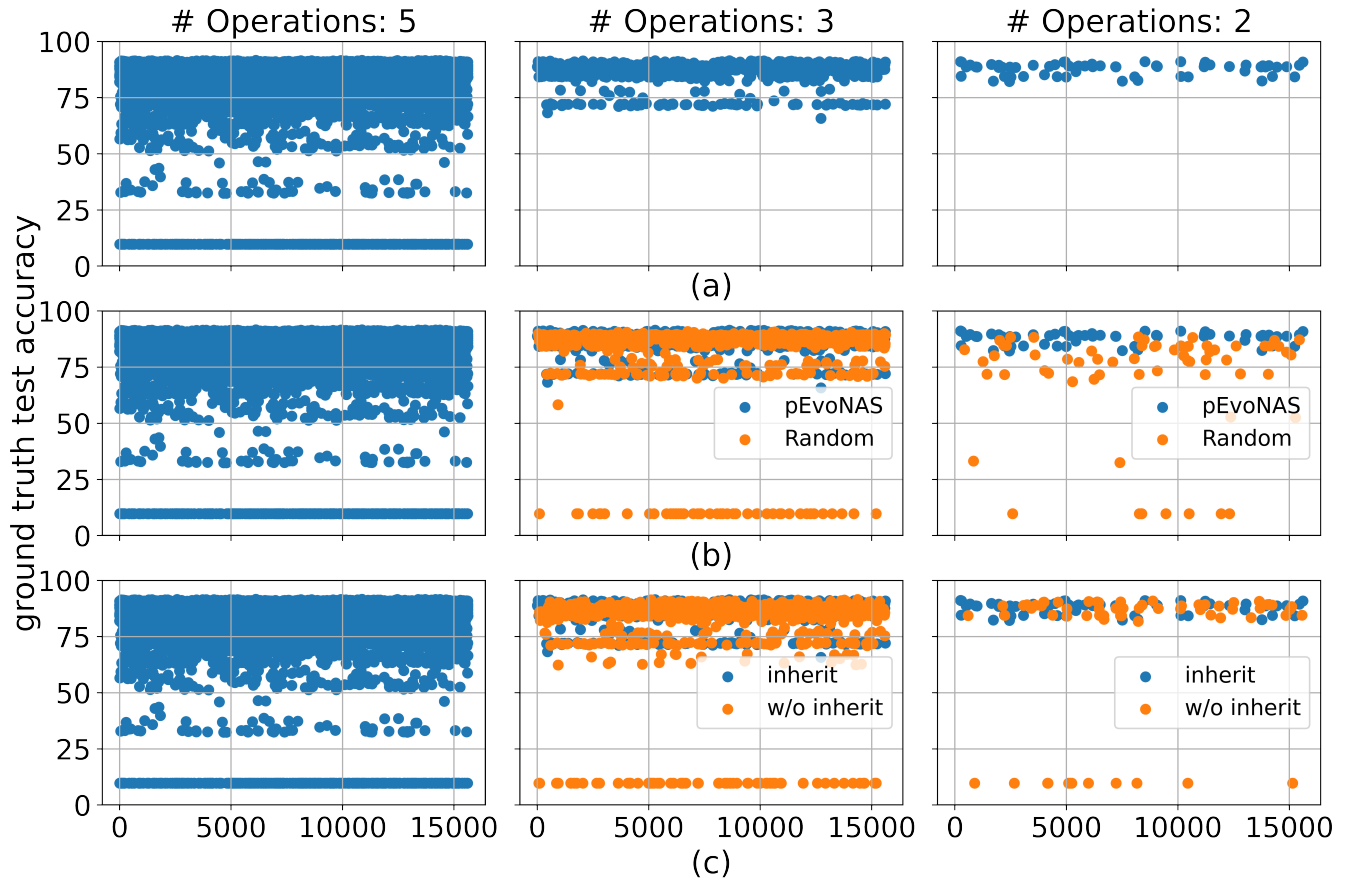 # Operations: 5 # Operations: 3 # Operations: 2
ground truth test accuracy
100
75
50
25
0
(a)
100
75
50
25
0
pEvoNAS
Random
pEvoNAS
Random
(b)
100
75
50
25
0
inherit
w/o inherit
inherit
w/o inherit
0 5000 10000 15000 0 5000 10000 15000 0 5000 10000 15000
(c)